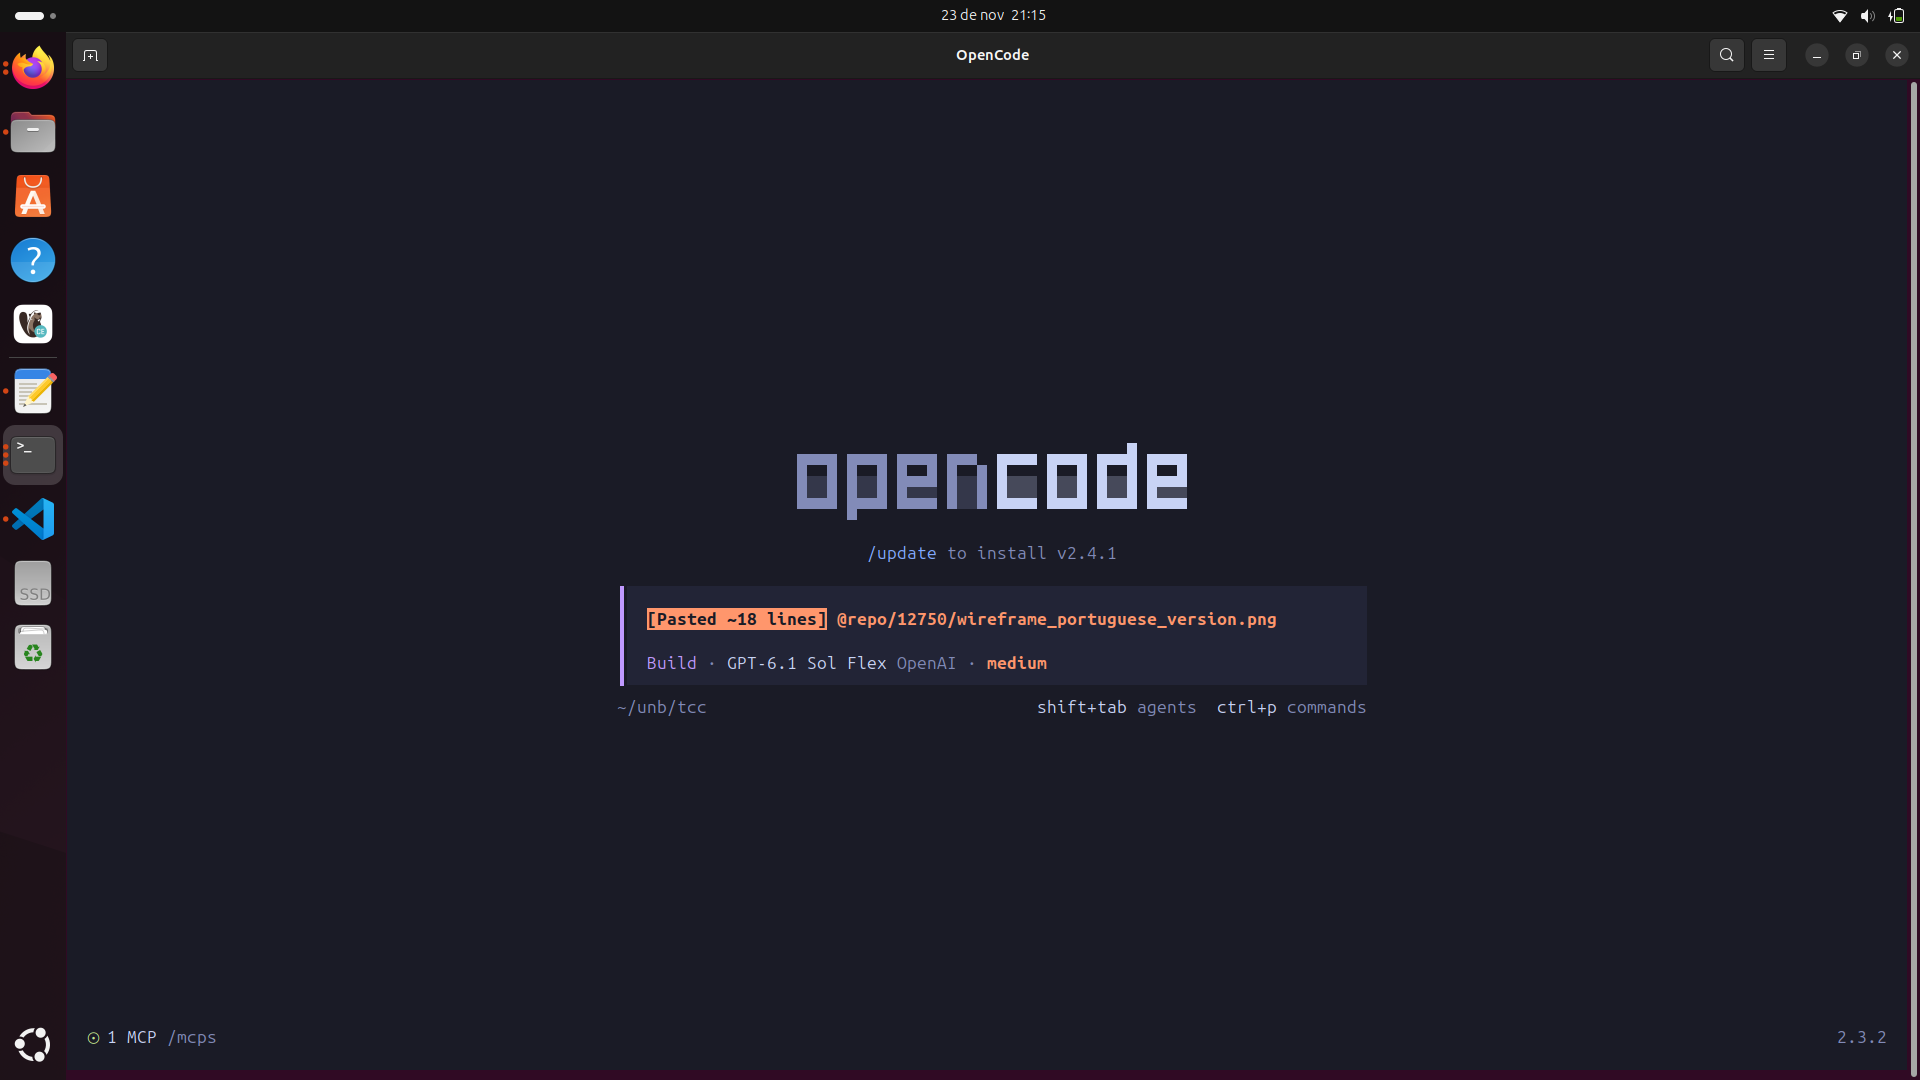 23 de nov 21:15
OpenCode
opencode
/update to install v2.4.1
[Pasted ~18 lines] @repo/12750/wireframe_portuguese_version.png
Build · GPT-6.1 Sol Flex OpenAI · medium
~/unb/tcc shift+tab agents ctrl+p commands
SSD
1 MCP /mcps
2.3.2